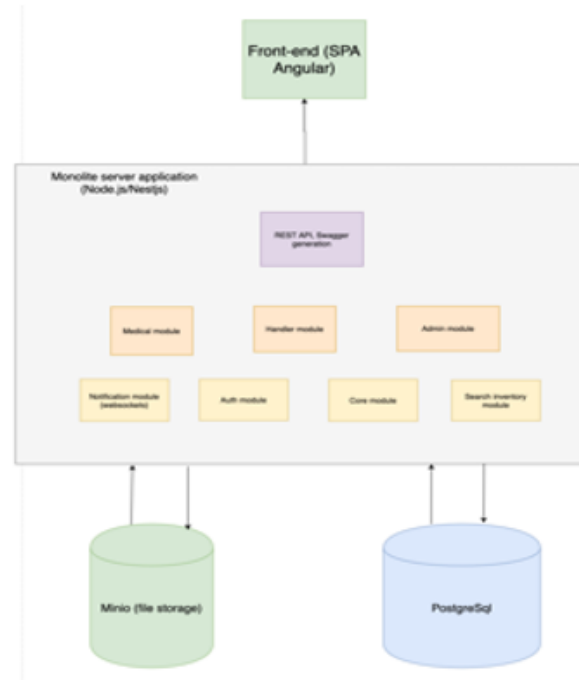 Front-end (SPA
Angular)
Monolite server application
(Node.js/Nestjs)
REST API, Swagger
generation
Medical module
Handler module
Admin module
Notification module
(websockets)
Auth module
Core module
Search inventory
module
Minio (file storage)
PostgreSql